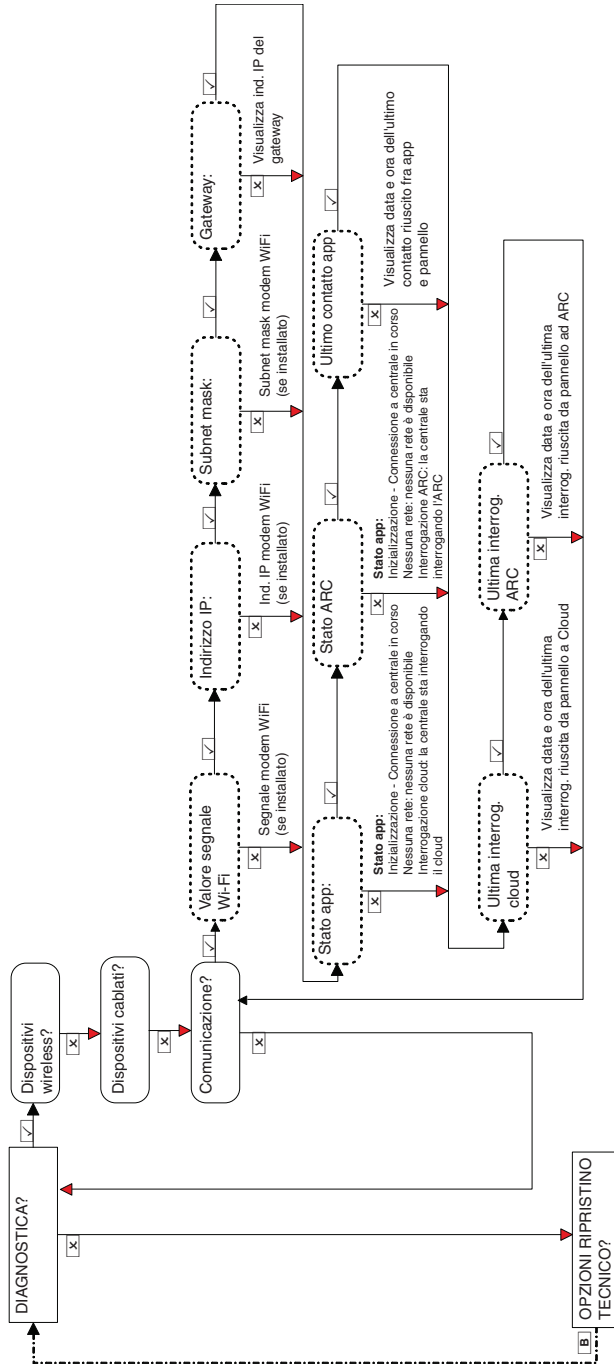 DIAGNOSTICA?
Dispositivi
wireless?
Dispositivi cablati?
Comunicazione?
Valore segnale
Wi-Fi
Segnale modem WiFi
(se installato)
Indirizzo IP:
Ind. IP modem WiFi
(se installato)
Subnet mask:
Subnet mask modem WiFi
(se installato)
Gateway:
Visualizza ind. IP del
gateway
Stato app:
Stato app:
Inizializzazione - Connessione a centrale in corso
Nessuna rete: nessuna rete è disponibile
Interrogazione cloud: la centrale sta interrogando
il cloud
Stato ARC
Stato app:
Inizializzazione - Connessione a centrale in corso
Nessuna rete: nessuna rete è disponibile
Interrogazione ARC: la centrale sta
interrogando l'ARC
Ultimo contatto app
Visualizza data e ora dell'ultimo
contatto riuscito fra app
e pannello
Ultima interrog.
cloud
Visualizza data e ora dell'ultima
interrog. riuscita da pannello a Cloud
Ultima interrog.
ARC
Visualizza data e ora dell'ultima
interrog. riuscita da pannello ad ARC
B
OPZIONI RIPRISTINO
TECNICO?